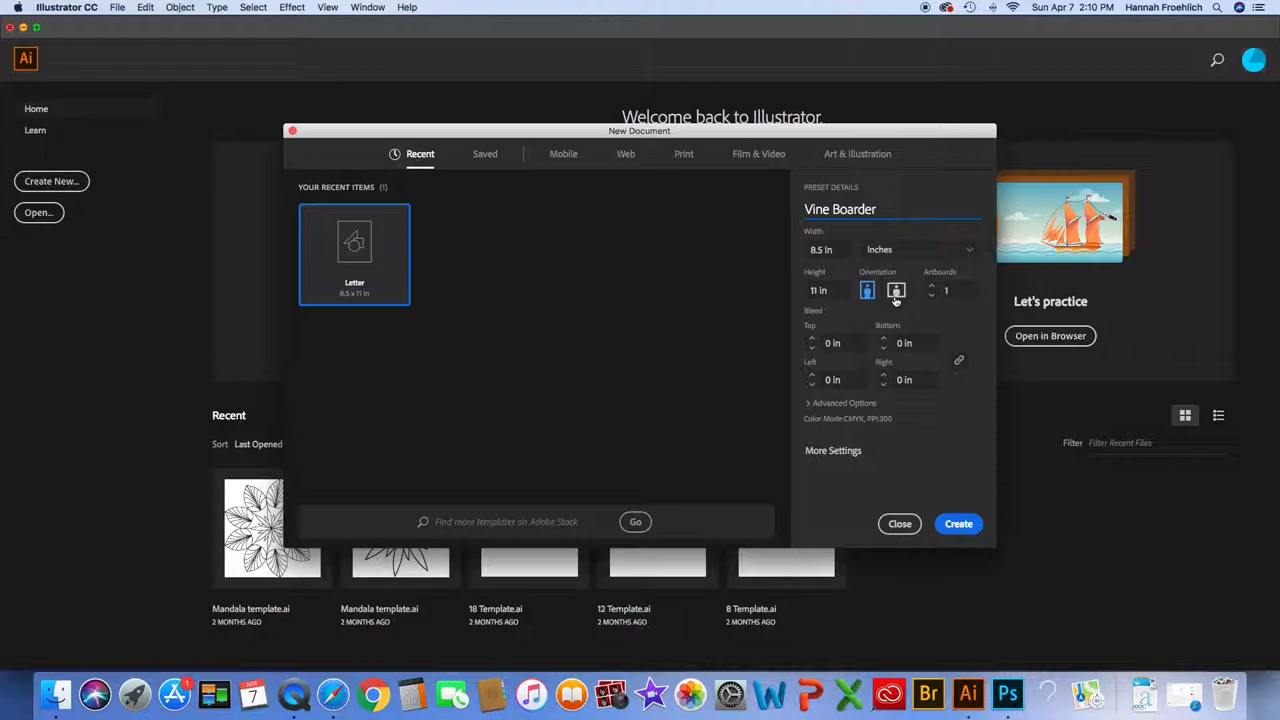 Illustrator CC File Edit Object Type Select Effect View Window Help Sun Apr 7 2:10 PM Hannah Froehlich
Ai
Home
Learn
Create New...
Open...
Welcome back to Illustrator.
New Document
Recent Saved Mobile Web Print Film & Video Art & Illustration
YOUR RECENT ITEMS (1)
Letter
8.5 x 11 in
Find more templates on Adobe Stock Go
PRESET DETAILS
Vine Boarder
Width
8.5 in Inches
Height Orientation Artboards
11 in 1
Bleed
Top Bottom
0 in 0 in
Left Right
0 in 0 in
> Advanced Options
Color Mode:CMYK, PPI:300
More Settings
Close Create
Let's practice
Open in Browser
Recent
Sort Last Opened
Filter Filter Recent Files
Mandala template.ai Mandala template.ai 18 Template.ai 12 Template.ai 8 Template.ai
2 MONTHS AGO 2 MONTHS AGO 2 MONTHS AGO 2 MONTHS AGO 2 MONTHS AGO
1
APR
7
W P X Br Ai Ps ?
DOCX